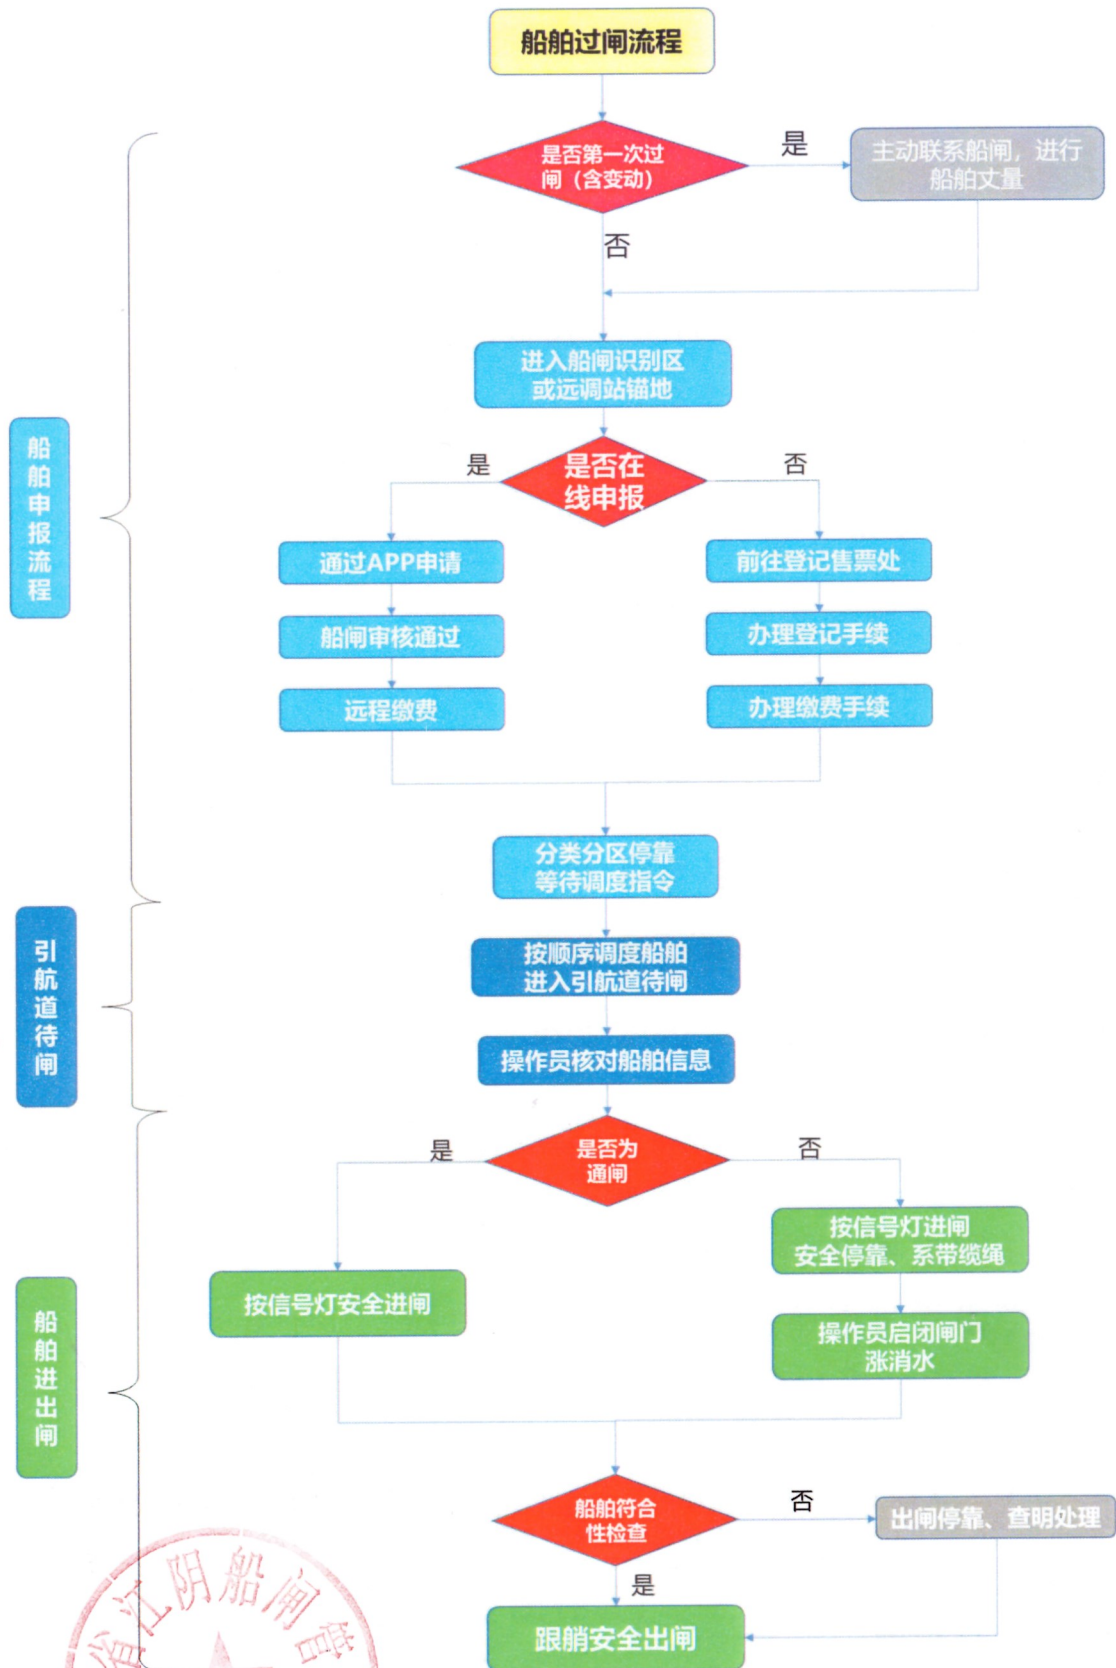 船舶过闸流程
是否第一次过
闸（含变动）
是
主动联系船闸，进行
船舶丈量
否
进入船闸识别区
或远调站锚地
船舶申报流程
是
是否在
线申报
否
通过APP申请
前往登记售票处
船闸审核通过
办理登记手续
远程缴费
办理缴费手续
分类分区停靠
等待调度指令
引航道待闸
按顺序调度船舶
进入引航道待闸
操作员核对船舶信息
是
是否为
通闸
否
按信号灯进闸
安全停靠、系带缆绳
按信号灯安全进闸
操作员启闭闸门
涨消水
船舶进出闸
船舶符合
性检查
否
出闸停靠、查明处理
是
跟艄安全出闸
省江阴船闸管